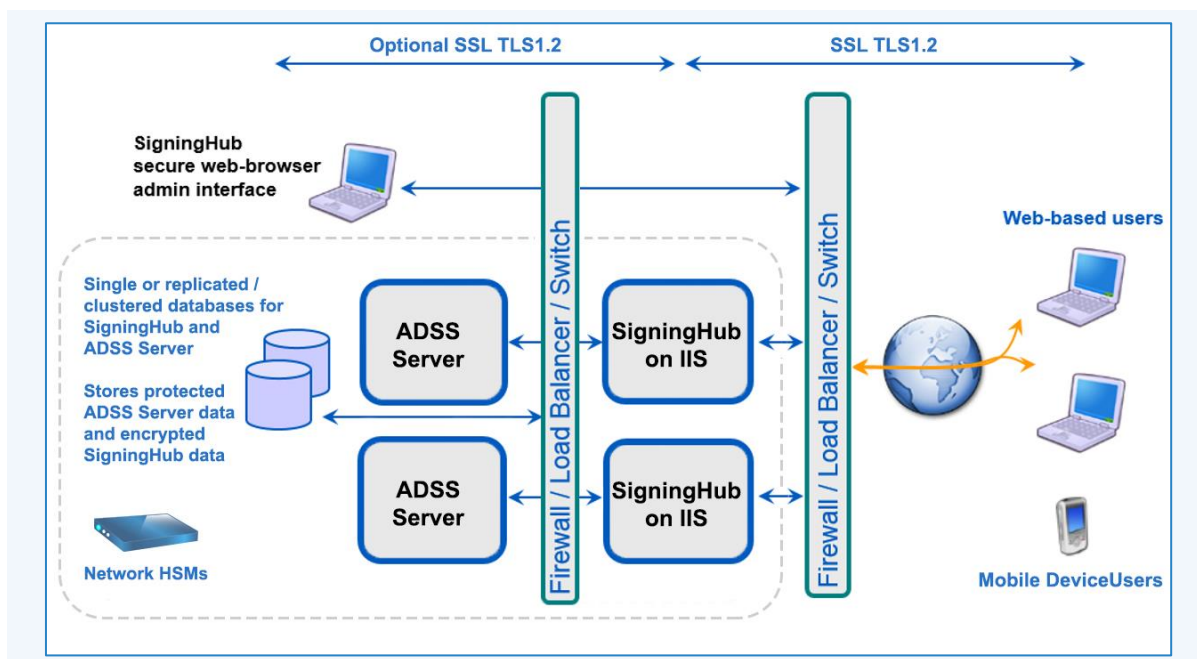 Optional SSL TLS1.2
SSL TLS1.2
SigningHub
secure web-browser
admin interface
Web-based users
Single or replicated /
clustered databases for
SigningHub and
ADSS Server
Stores protected
ADSS Server data
and encrypted
SigningHub data
Network HSMs
ADSS
Server
ADSS
Server
Firewall / Load Balancer / Switch
SigningHub
on IIS
SigningHub
on IIS
Firewall / Load Balancer / Switch
Mobile DeviceUsers